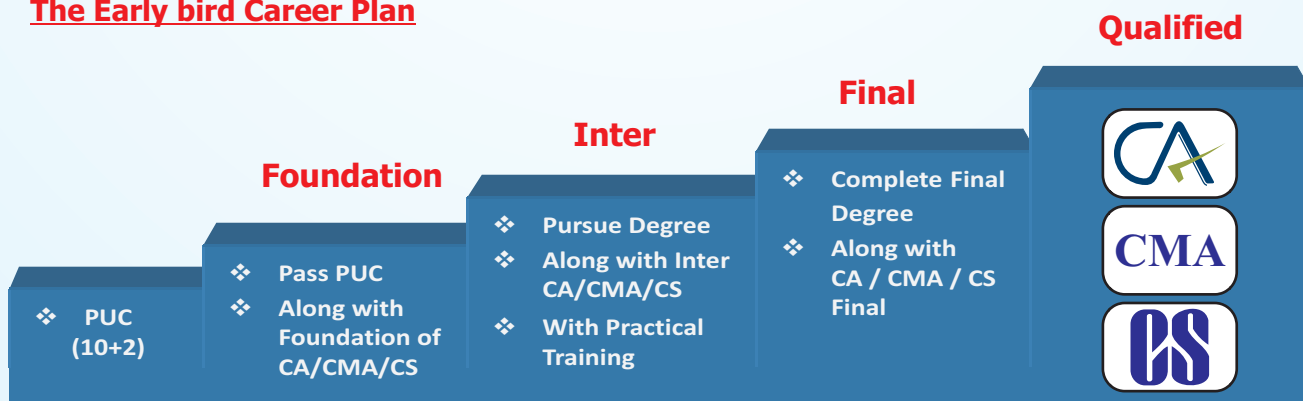 The Early bird Career Plan
PUC
(10+2)
Foundation
Pass PUC
Along with
Foundation of
CA/CMA/CS
Inter
Pursue Degree
Along with Inter
CA/CMA/CS
With Practical
Training
Final
Complete Final
Degree
Along with
CA / CMA / CS
Final
Qualified
CA
CMA
CS